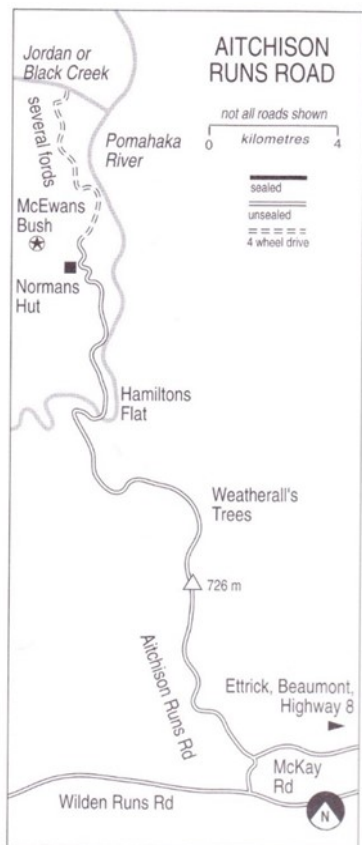 AITCHISON
RUNS ROAD
not all roads shown
0 kilometres 4
sealed
unsealed
4 wheel drive
Jordan or
Black Creek
several fords
Pomahaka
River
McEwans
Bush
Normans
Hut
Hamiltons
Flat
Weatherall's
Trees
726 m
Aitchison Runs Rd
Ettrick, Beaumont,
Highway 8
McKay
Rd
Wilden Runs Rd
N